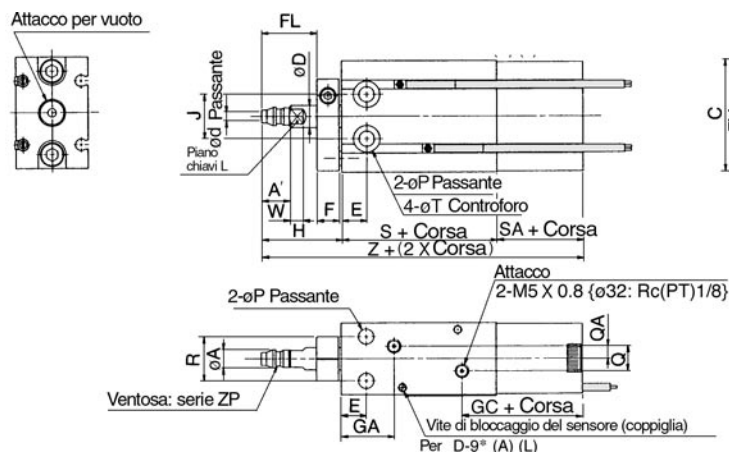 Attacco per vuoto
FL
øD
J
ød Passante
Piano
chiavi L
A'
W
H
F
E
2-øP Passante
4-øT Controforo
S + Corsa
SA + Corsa
Z + (2 X Corsa)
C
Attacco
2-M5 X 0.8 {ø32: Rc(PT)1/8}
2-øP Passante
R
øA
QA
Q
Ventosa: serie ZP
E
GA
GC + Corsa
Vite di bloccaggio del sensore (coppiglia)
Per D-9* (A) (L)